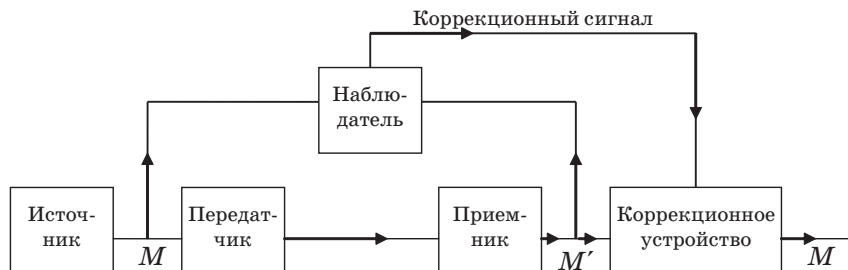 Коррекционный сигнал
Наблю-
датель
Источ-
ник
Передат-
чик
Прием-
ник
Коррекционное
устройство
M
M′
M